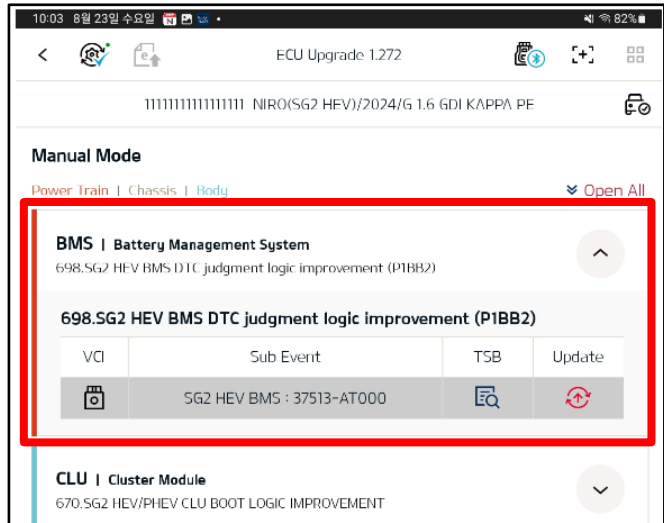 10:03 8월 23일 수요일
82%
ECU Upgrade 1.272
11111111111111111 NIRO(SG2 HEV)/2024/G 1.6 GDI KAPPA PE
Manual Mode
Power Train | Chassis | Body
Open All
BMS | Battery Management System
698.SG2 HEV BMS DTC judgment logic improvement (P1BB2)
698.SG2 HEV BMS DTC judgment logic improvement (P1BB2)
VCI Sub Event TSB Update
SG2 HEV BMS : 37513-AT000
CLU | Cluster Module
670.SG2 HEV/PHEV CLU BOOT LOGIC IMPROVEMENT